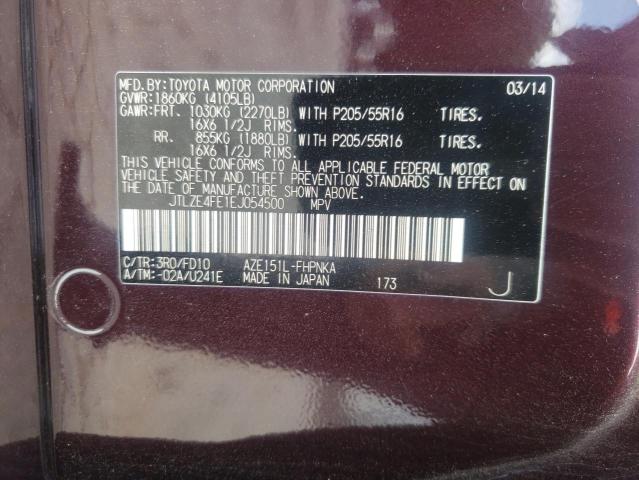 MFD.BY:TOYOTA MOTOR CORPORATION 03/14
GVWR:1860KG (4105LB)
GAWR:FRT. 1030KG (2270LB) WITH P205/55R16 TIRES.
16X6 1/2J RIMS.
RR. 855KG (1880LB) WITH P205/55R16 TIRES.
16X6 1/2J RIMS.
THIS VEHICLE CONFORMS TO ALL APPLICABLE FEDERAL MOTOR
VEHICLE SAFETY AND THEFT PREVENTION STANDARDS IN EFFECT ON
THE DATE OF MANUFACTURE SHOWN ABOVE.
JTLZE4FE1EJ054500 MPV
C/TR:3R0/FD10 AZE151L-FHPNKA
A/TM:-02A/U241E MADE IN JAPAN 173 J